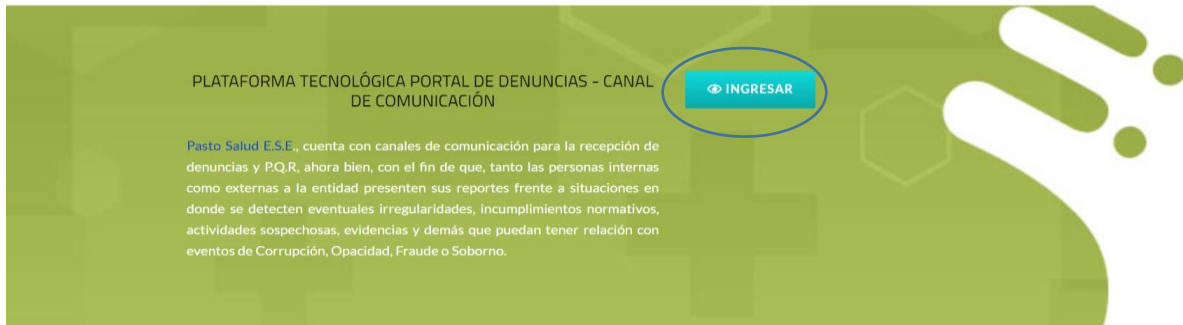 PLATAFORMA TECNOLÓGICA PORTAL DE DENUNCIAS - CANAL
DE COMUNICACIÓN
INGRESAR
Pasto Salud E.S.E., cuenta con canales de comunicación para la recepción de
denuncias y P.Q.R, ahora bien, con el fin de que, tanto las personas internas
como externas a la entidad presenten sus reportes frente a situaciones en
donde se detecten eventuales irregularidades, incumplimientos normativos,
actividades sospechosas, evidencias y demás que puedan tener relación con
eventos de Corrupción, Opacidad, Fraude o Soborno.